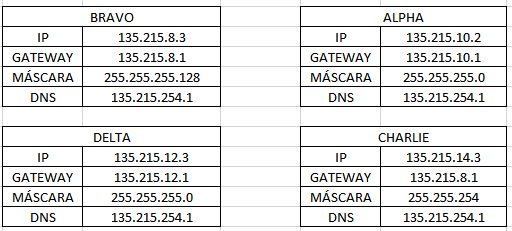 BRAVO
IP 135.215.8.3
GATEWAY 135.215.8.1
MÁSCARA 255.255.255.128
DNS 135.215.254.1
ALPHA
IP 135.215.10.2
GATEWAY 135.215.10.1
MÁSCARA 255.255.255.0
DNS 135.215.254.1
DELTA
IP 135.215.12.3
GATEWAY 135.215.12.1
MÁSCARA 255.255.255.0
DNS 135.215.254.1
CHARLIE
IP 135.215.14.3
GATEWAY 135.215.8.1
MÁSCARA 255.255.254
DNS 135.215.254.1